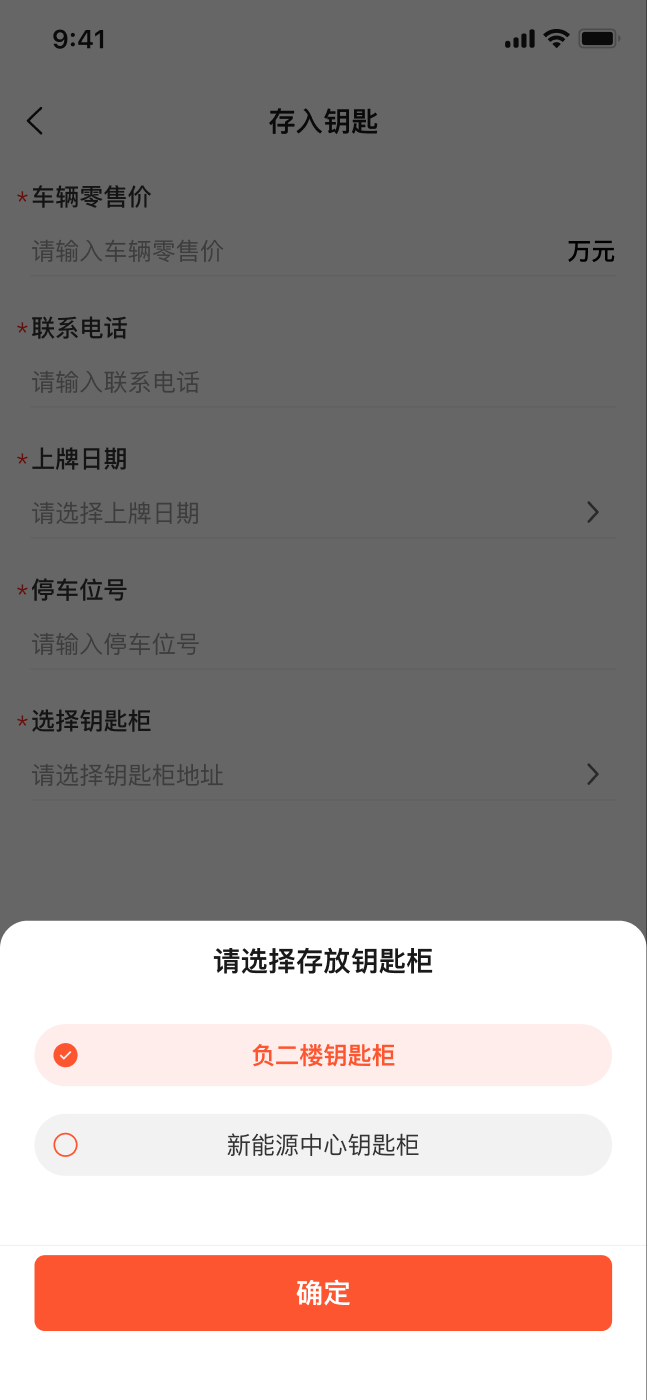 9:41
存入钥匙
*车辆零售价
请输入车辆零售价 万元
*联系电话
请输入联系电话
*上牌日期
请选择上牌日期
*停车位号
请输入停车位号
*选择钥匙柜
请选择钥匙柜地址
请选择存放钥匙柜
负二楼钥匙柜
新能源中心钥匙柜
确定